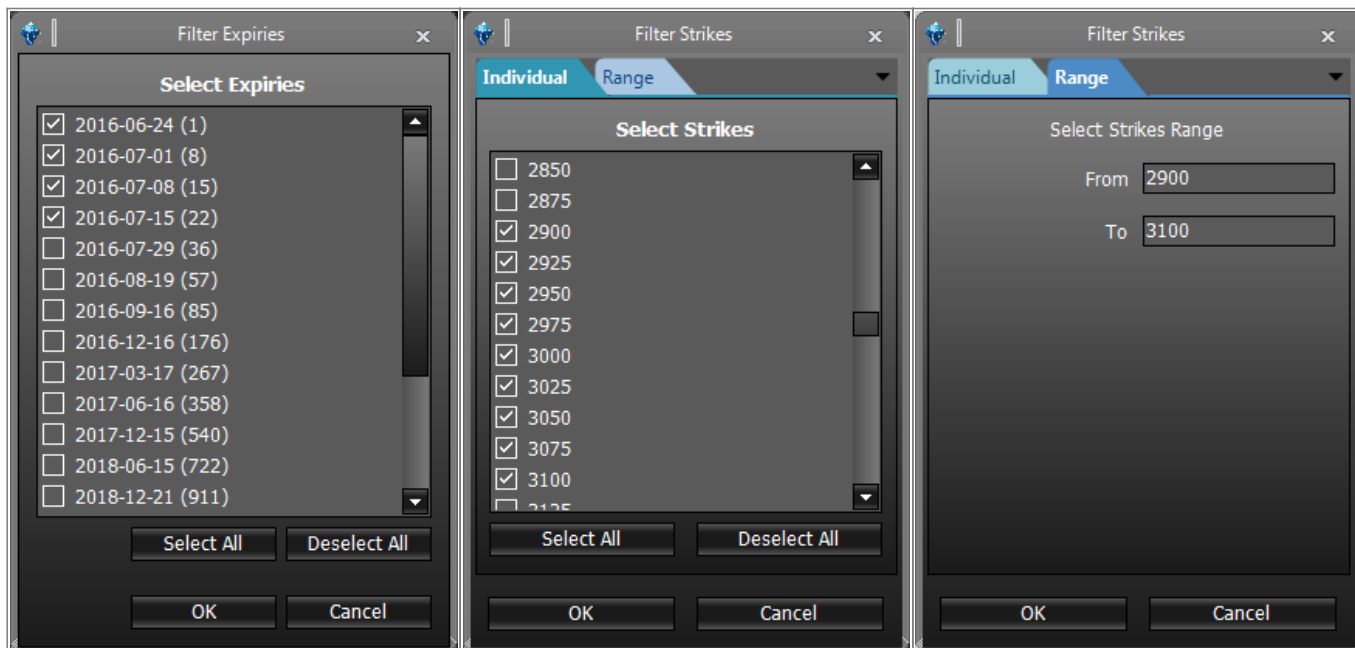 Filter Expiries
Select Expiries
2016-06-24 (1)
2016-07-01 (8)
2016-07-08 (15)
2016-07-15 (22)
2016-07-29 (36)
2016-08-19 (57)
2016-09-16 (85)
2016-12-16 (176)
2017-03-17 (267)
2017-06-16 (358)
2017-12-15 (540)
2018-06-15 (722)
2018-12-21 (911)
Select All Deselect All
OK Cancel
Filter Strikes
Individual Range
Select Strikes
2850
2875
2900
2925
2950
2975
3000
3025
3050
3075
3100
3125
Select All Deselect All
OK Cancel
Filter Strikes
Individual Range
Select Strikes Range
From 2900
To 3100
OK Cancel